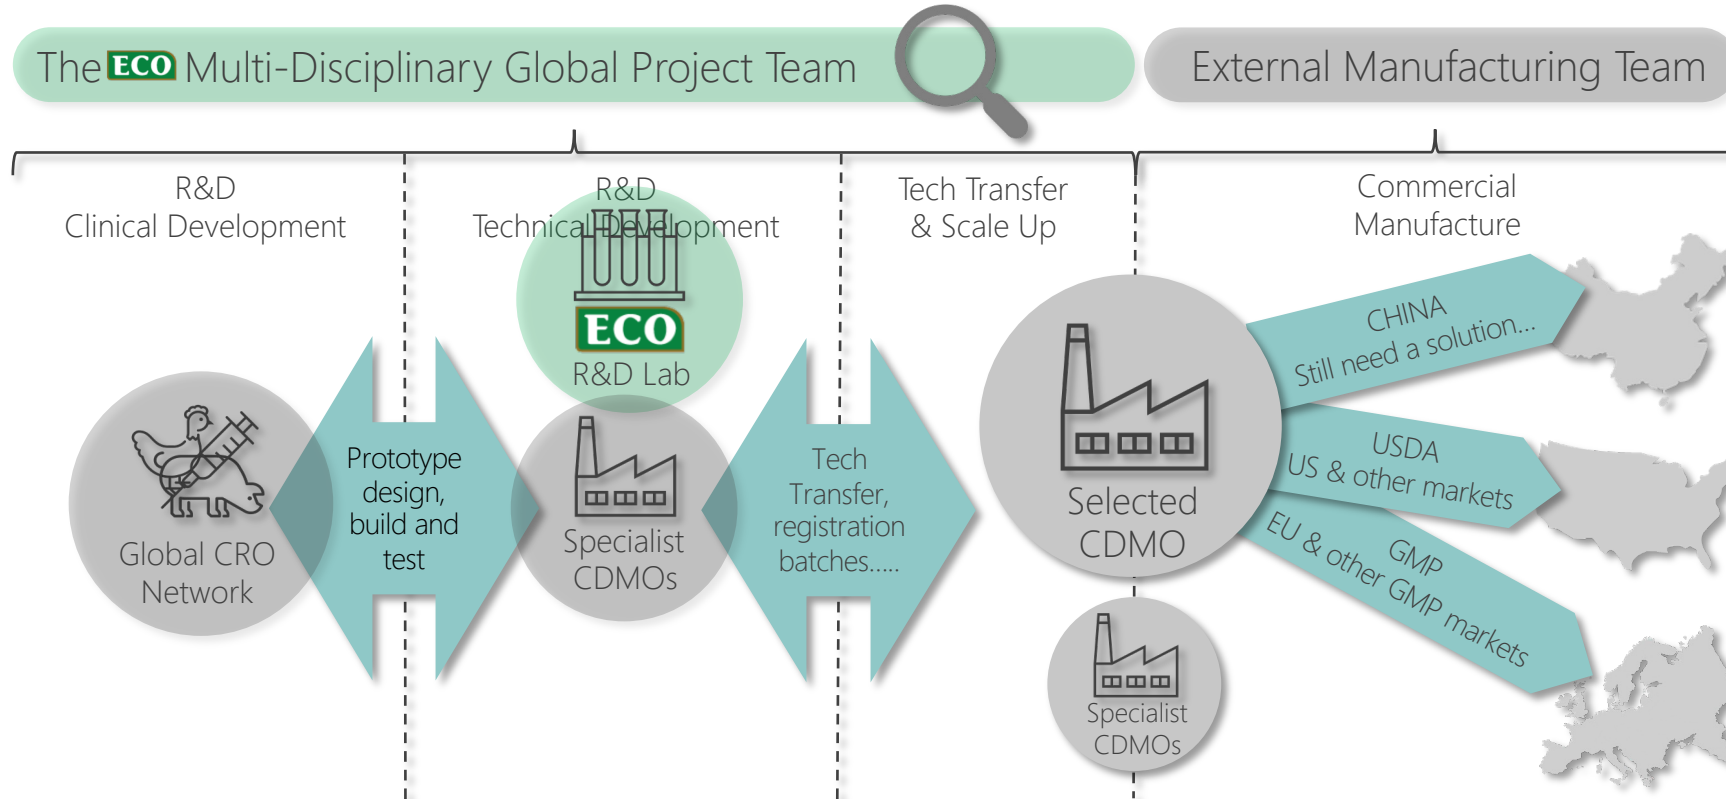 The ECO Multi-Disciplinary Global Project Team
External Manufacturing Team
R&D
Clinical Development
R&D
Technical Development
Tech Transfer
& Scale Up
Commercial
Manufacture
Global CRO
Network
Prototype
design,
build and
test
ECO
R&D Lab
Specialist
CDMOs
Tech
Transfer,
registration
batches.....
Selected
CDMO
Specialist
CDMOs
CHINA
Still need a solution...
USDA
US & other markets
GMP
EU & other GMP markets